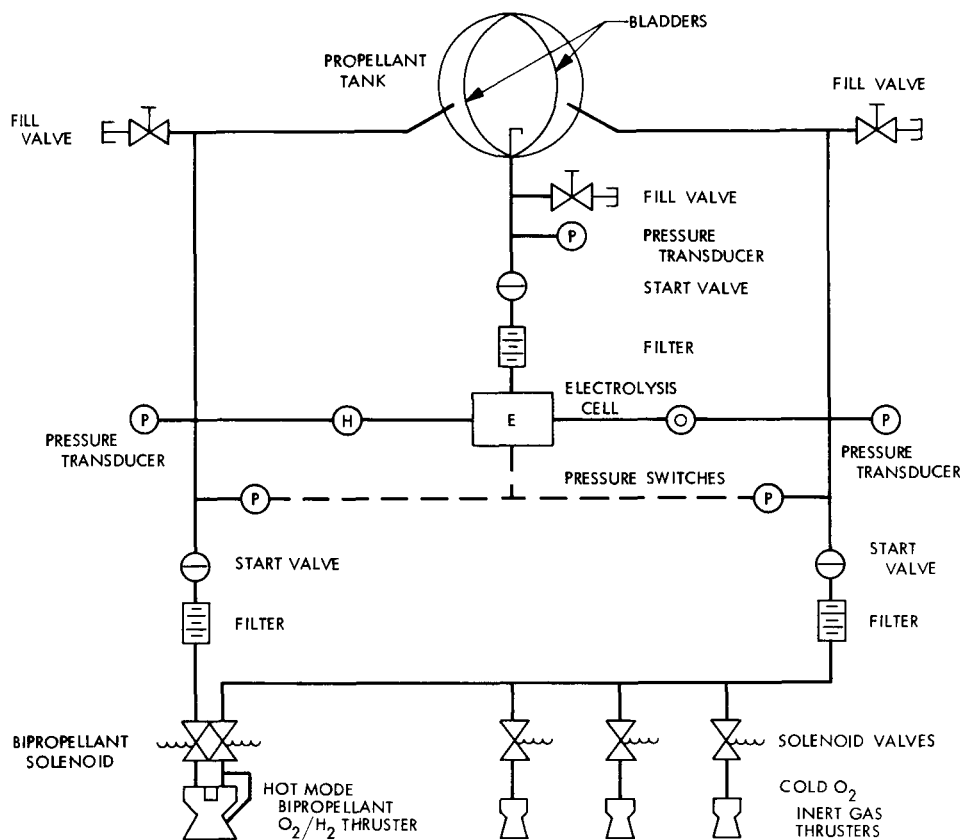 BLADDERS
PROPELLANT
TANK
FILL VALVE
FILL
VALVE
FILL VALVE
P
PRESSURE
TRANSDUCER
START VALVE
FILTER
ELECTROLYSIS
CELL
P
H
E
O
P
PRESSURE
TRANSDUCER
PRESSURE
TRANSDUCER
PRESSURE SWITCHES
P
P
START VALVE
START
VALVE
FILTER
FILTER
BIPROPELLANT
SOLENOID
SOLENOID VALVES
HOT MODE
BIPROPELLANT
O2/H2 THRUSTER
COLD O2
INERT GAS
THRUSTERS